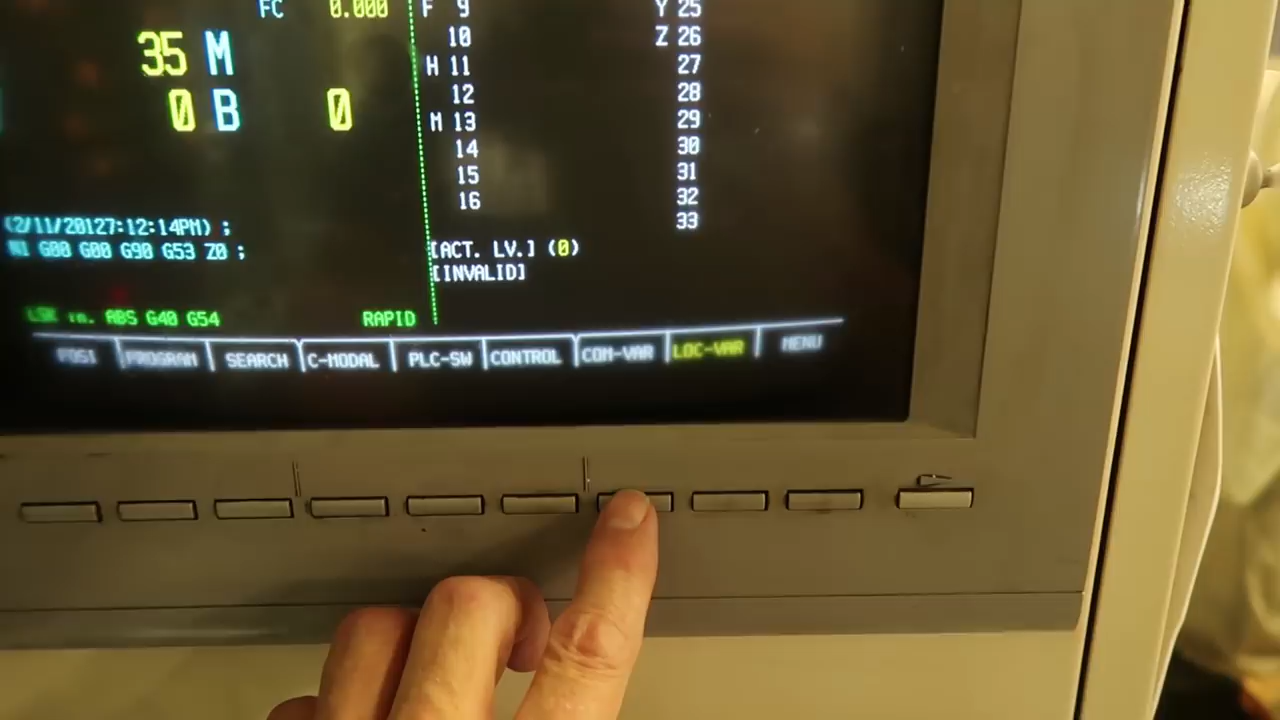 FC 0.000
35 M
0 B 0
(2/11/20127:12:14PM) ;
N1 G00 G90 G53 Z0 ;
LSK in. ABS G40 G54 RAPID
F 9 Y 25
10 Z 26
H 11 27
12 28
M 13 29
14 30
15 31
16 32
33
[ACT. LV.] (0)
[INVALID]
POSI PROGRAM SEARCH C-MODAL PLC-SW CONTROL COM-VAR LOC-VAR MENU